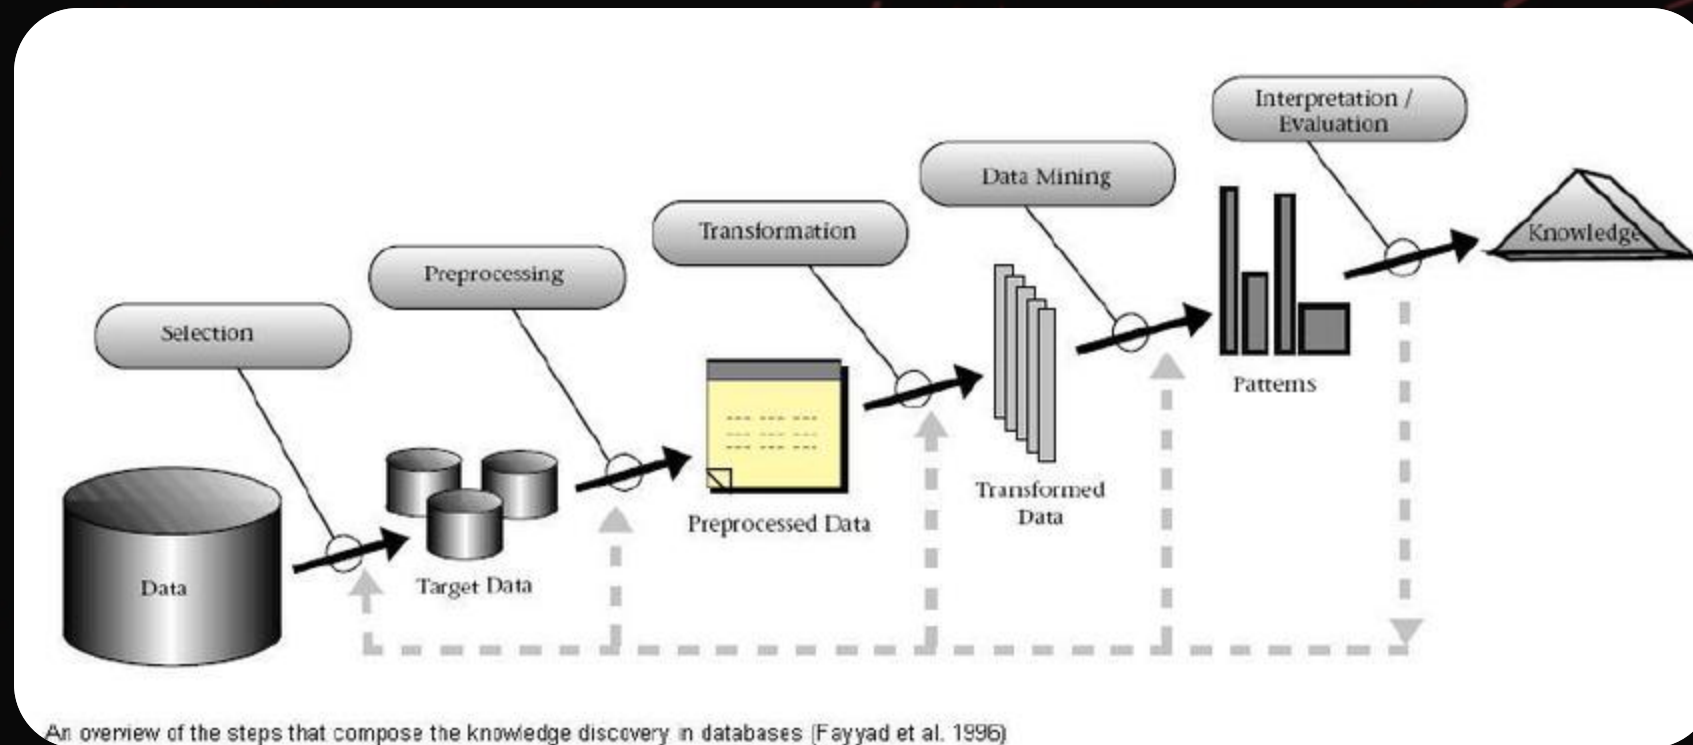 Interpretation /
Evaluation
Data Mining
Transformation
Preprocessing
Selection
Knowledge
Patterns
Transformed
Data
Preprocessed Data
Target Data
Data
An overview of the steps that compose the knowledge discovery in databases (Fayyad et al. 1996)